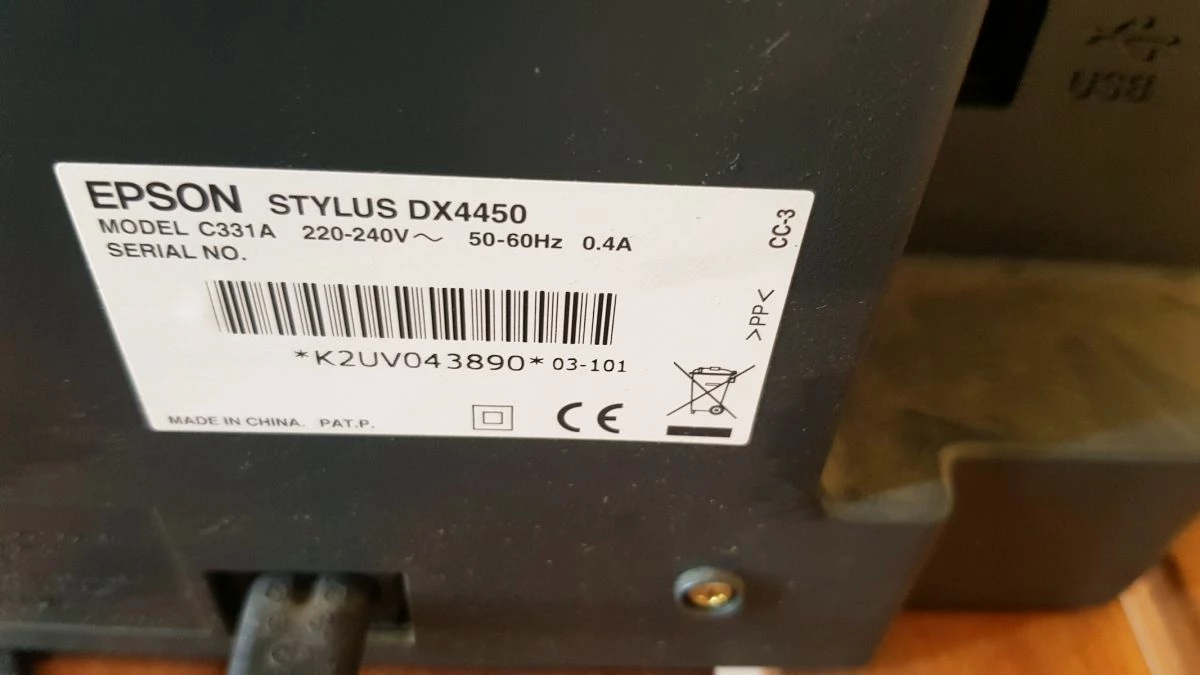 EPSON STYLUS DX4450
MODEL C331A 220-240V~ 50-60Hz 0.4A
SERIAL NO.
*K2UV043890* 03-101
MADE IN CHINA. PAT.P.
CE
CC-3
>PP<
USB